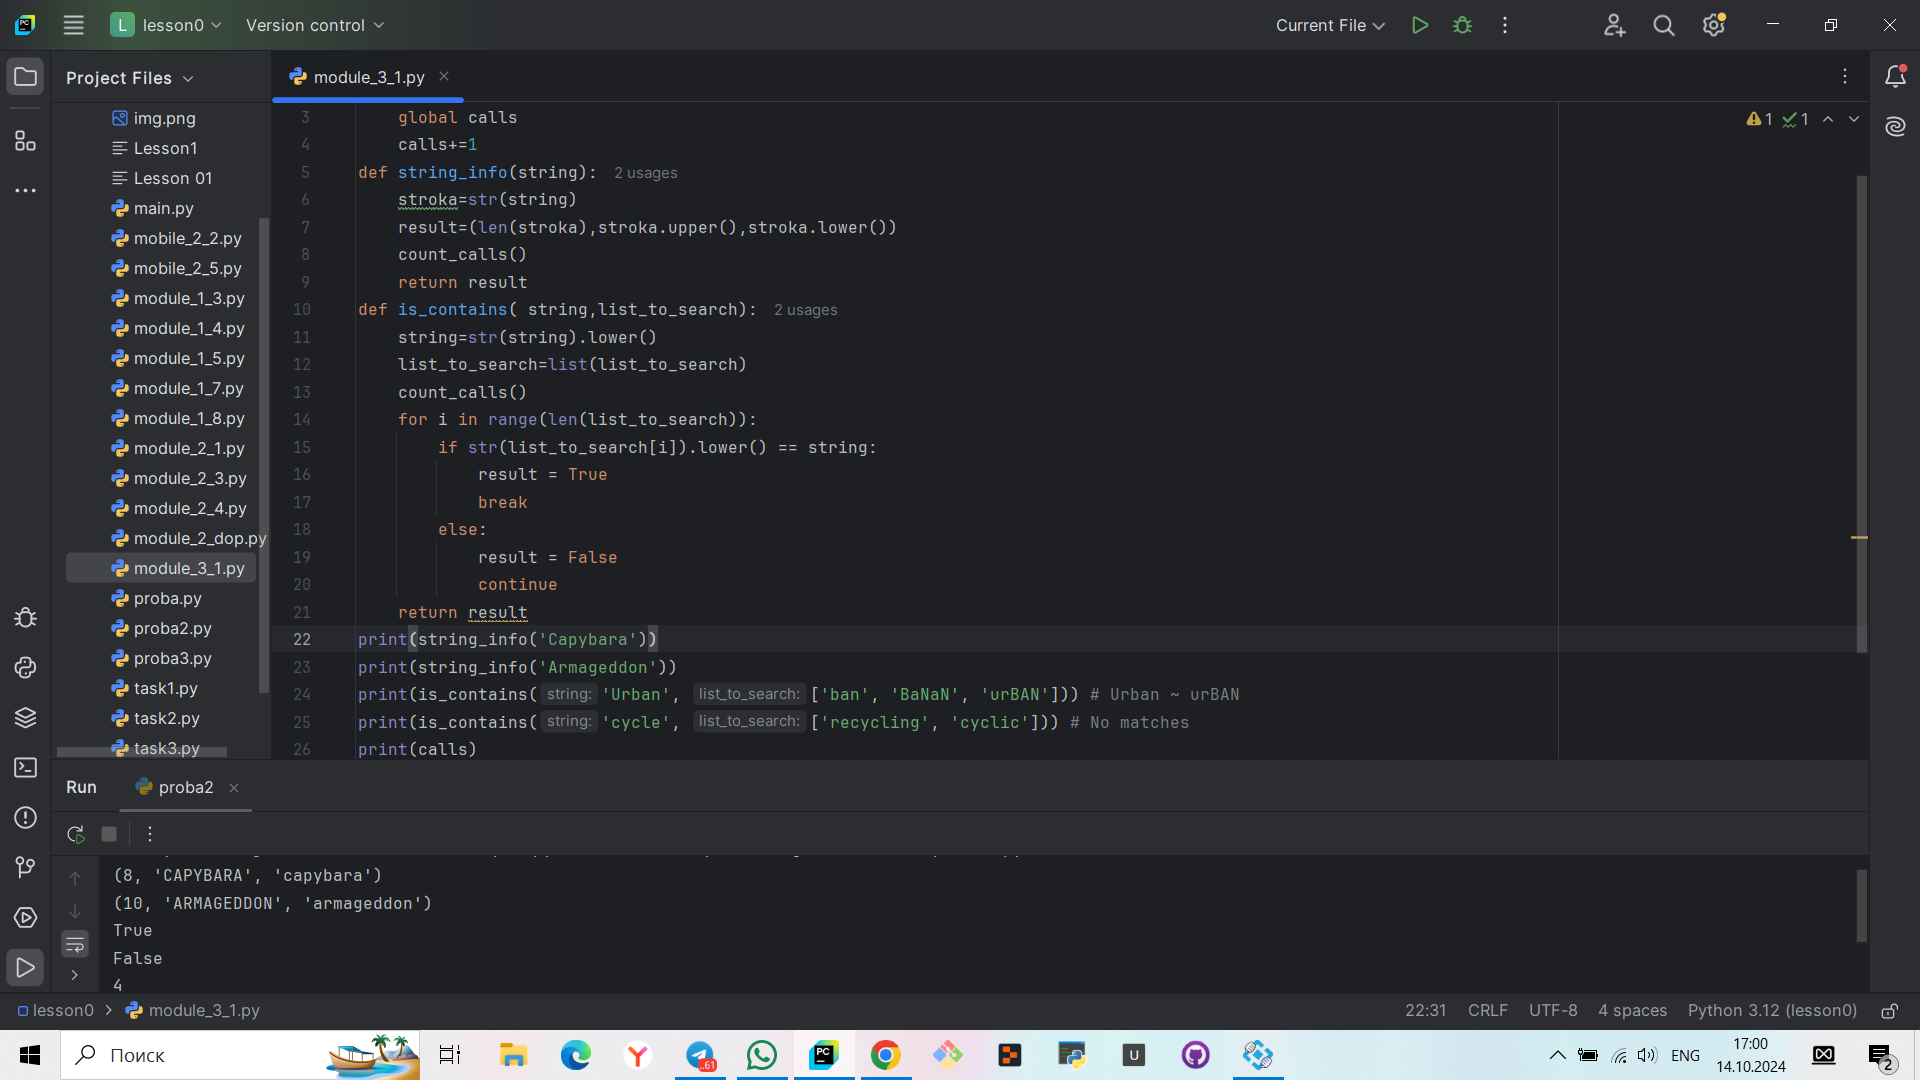 PC
L lesson0
Version control
Current File
Project Files
module_3_1.py
img.png
Lesson1
Lesson 01
main.py
mobile_2_2.py
mobile_2_5.py
module_1_3.py
module_1_4.py
module_1_5.py
module_1_7.py
module_1_8.py
module_2_1.py
module_2_3.py
module_2_4.py
module_2_dop.py
module_3_1.py
proba.py
proba2.py
proba3.py
task1.py
task2.py
task3.py
1 1
3 global calls
4 calls+=1
5 def string_info(string): 2 usages
6 stroka=str(string)
7 result=(len(stroka),stroka.upper(),stroka.lower())
8 count_calls()
9 return result
10 def is_contains( string,list_to_search): 2 usages
11 string=str(string).lower()
12 list_to_search=list(list_to_search)
13 count_calls()
14 for i in range(len(list_to_search)):
15 if str(list_to_search[i]).lower() == string:
16 result = True
17 break
18 else:
19 result = False
20 continue
21 return result
22 print(string_info('Capybara'))
23 print(string_info('Armageddon'))
24 print(is_contains( string: 'Urban', list_to_search: ['ban', 'BaNaN', 'urBAN'])) # Urban ~ urBAN
25 print(is_contains( string: 'cycle', list_to_search: ['recycling', 'cyclic'])) # No matches
26 print(calls)
Run
proba2
(8, 'CAPYBARA', 'capybara')
(10, 'ARMAGEDDON', 'armageddon')
True
False
4
lesson0 > module_3_1.py
22:31 CRLF UTF-8 4 spaces Python 3.12 (lesson0)
Поиск
..61
PC
U
ENG
17:00
14.10.2024
2